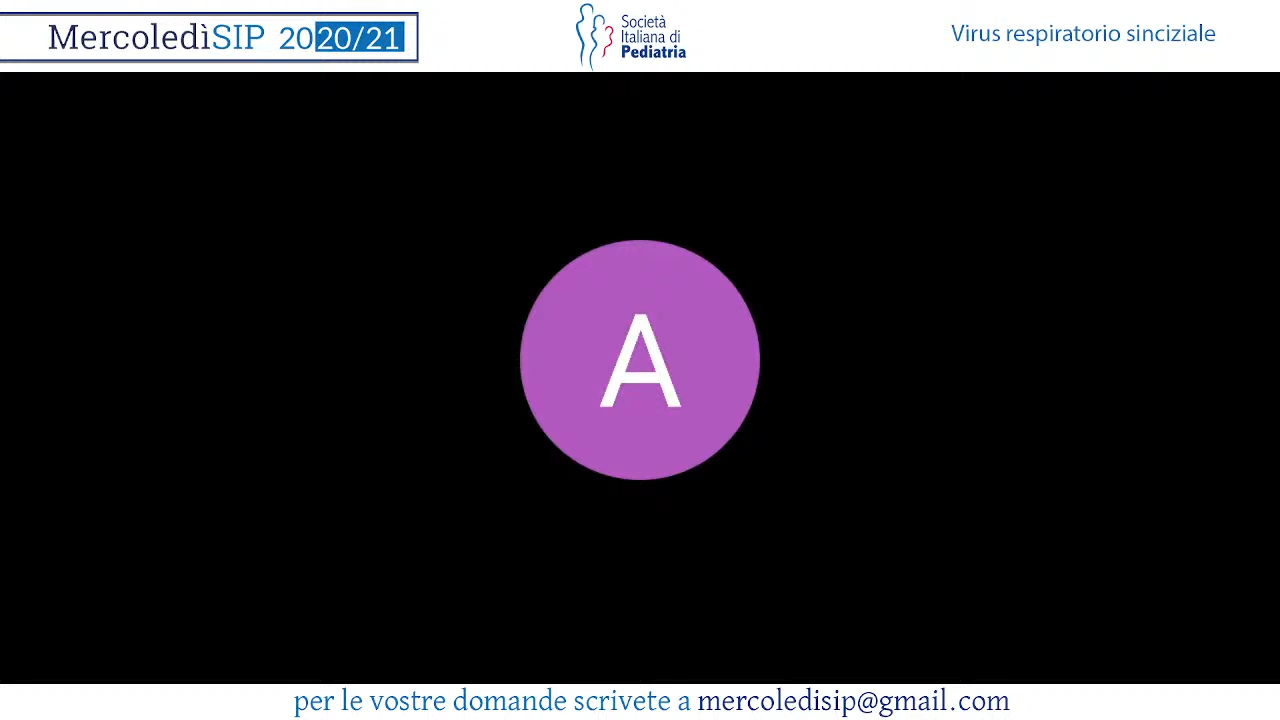 MercoledìSIP 2020/21
Società
Italiana di
Pediatria
Virus respiratorio sinciziale
A
per le vostre domande scrivete a mercoledisip@gmail.com